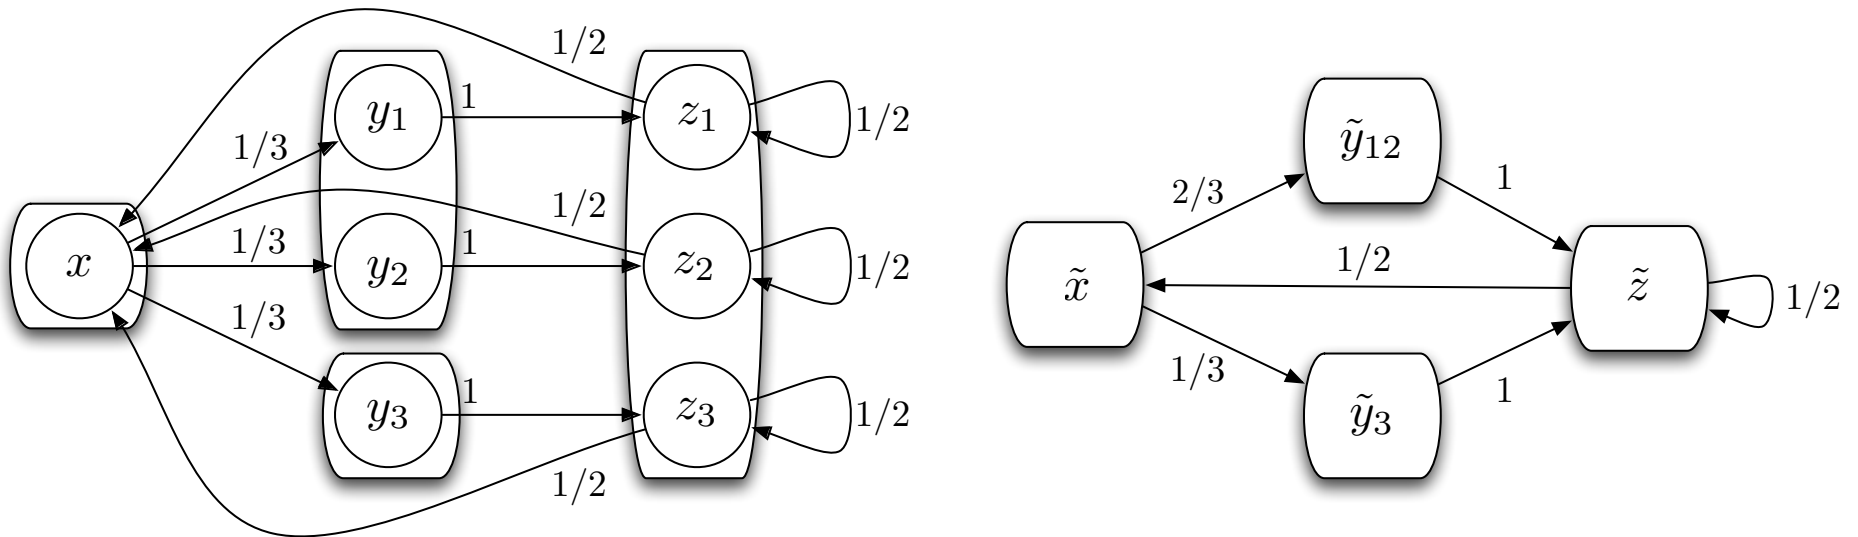 1/2
y₁
1
z₁
1/2
1/3
1/2
x
1/3
y₂
1
z₂
1/2
1/3
y₃
1
z₃
1/2
1/2
ỹ₁₂
2/3
1
x̃
1/2
z̃
1/2
1/3
ỹ₃
1